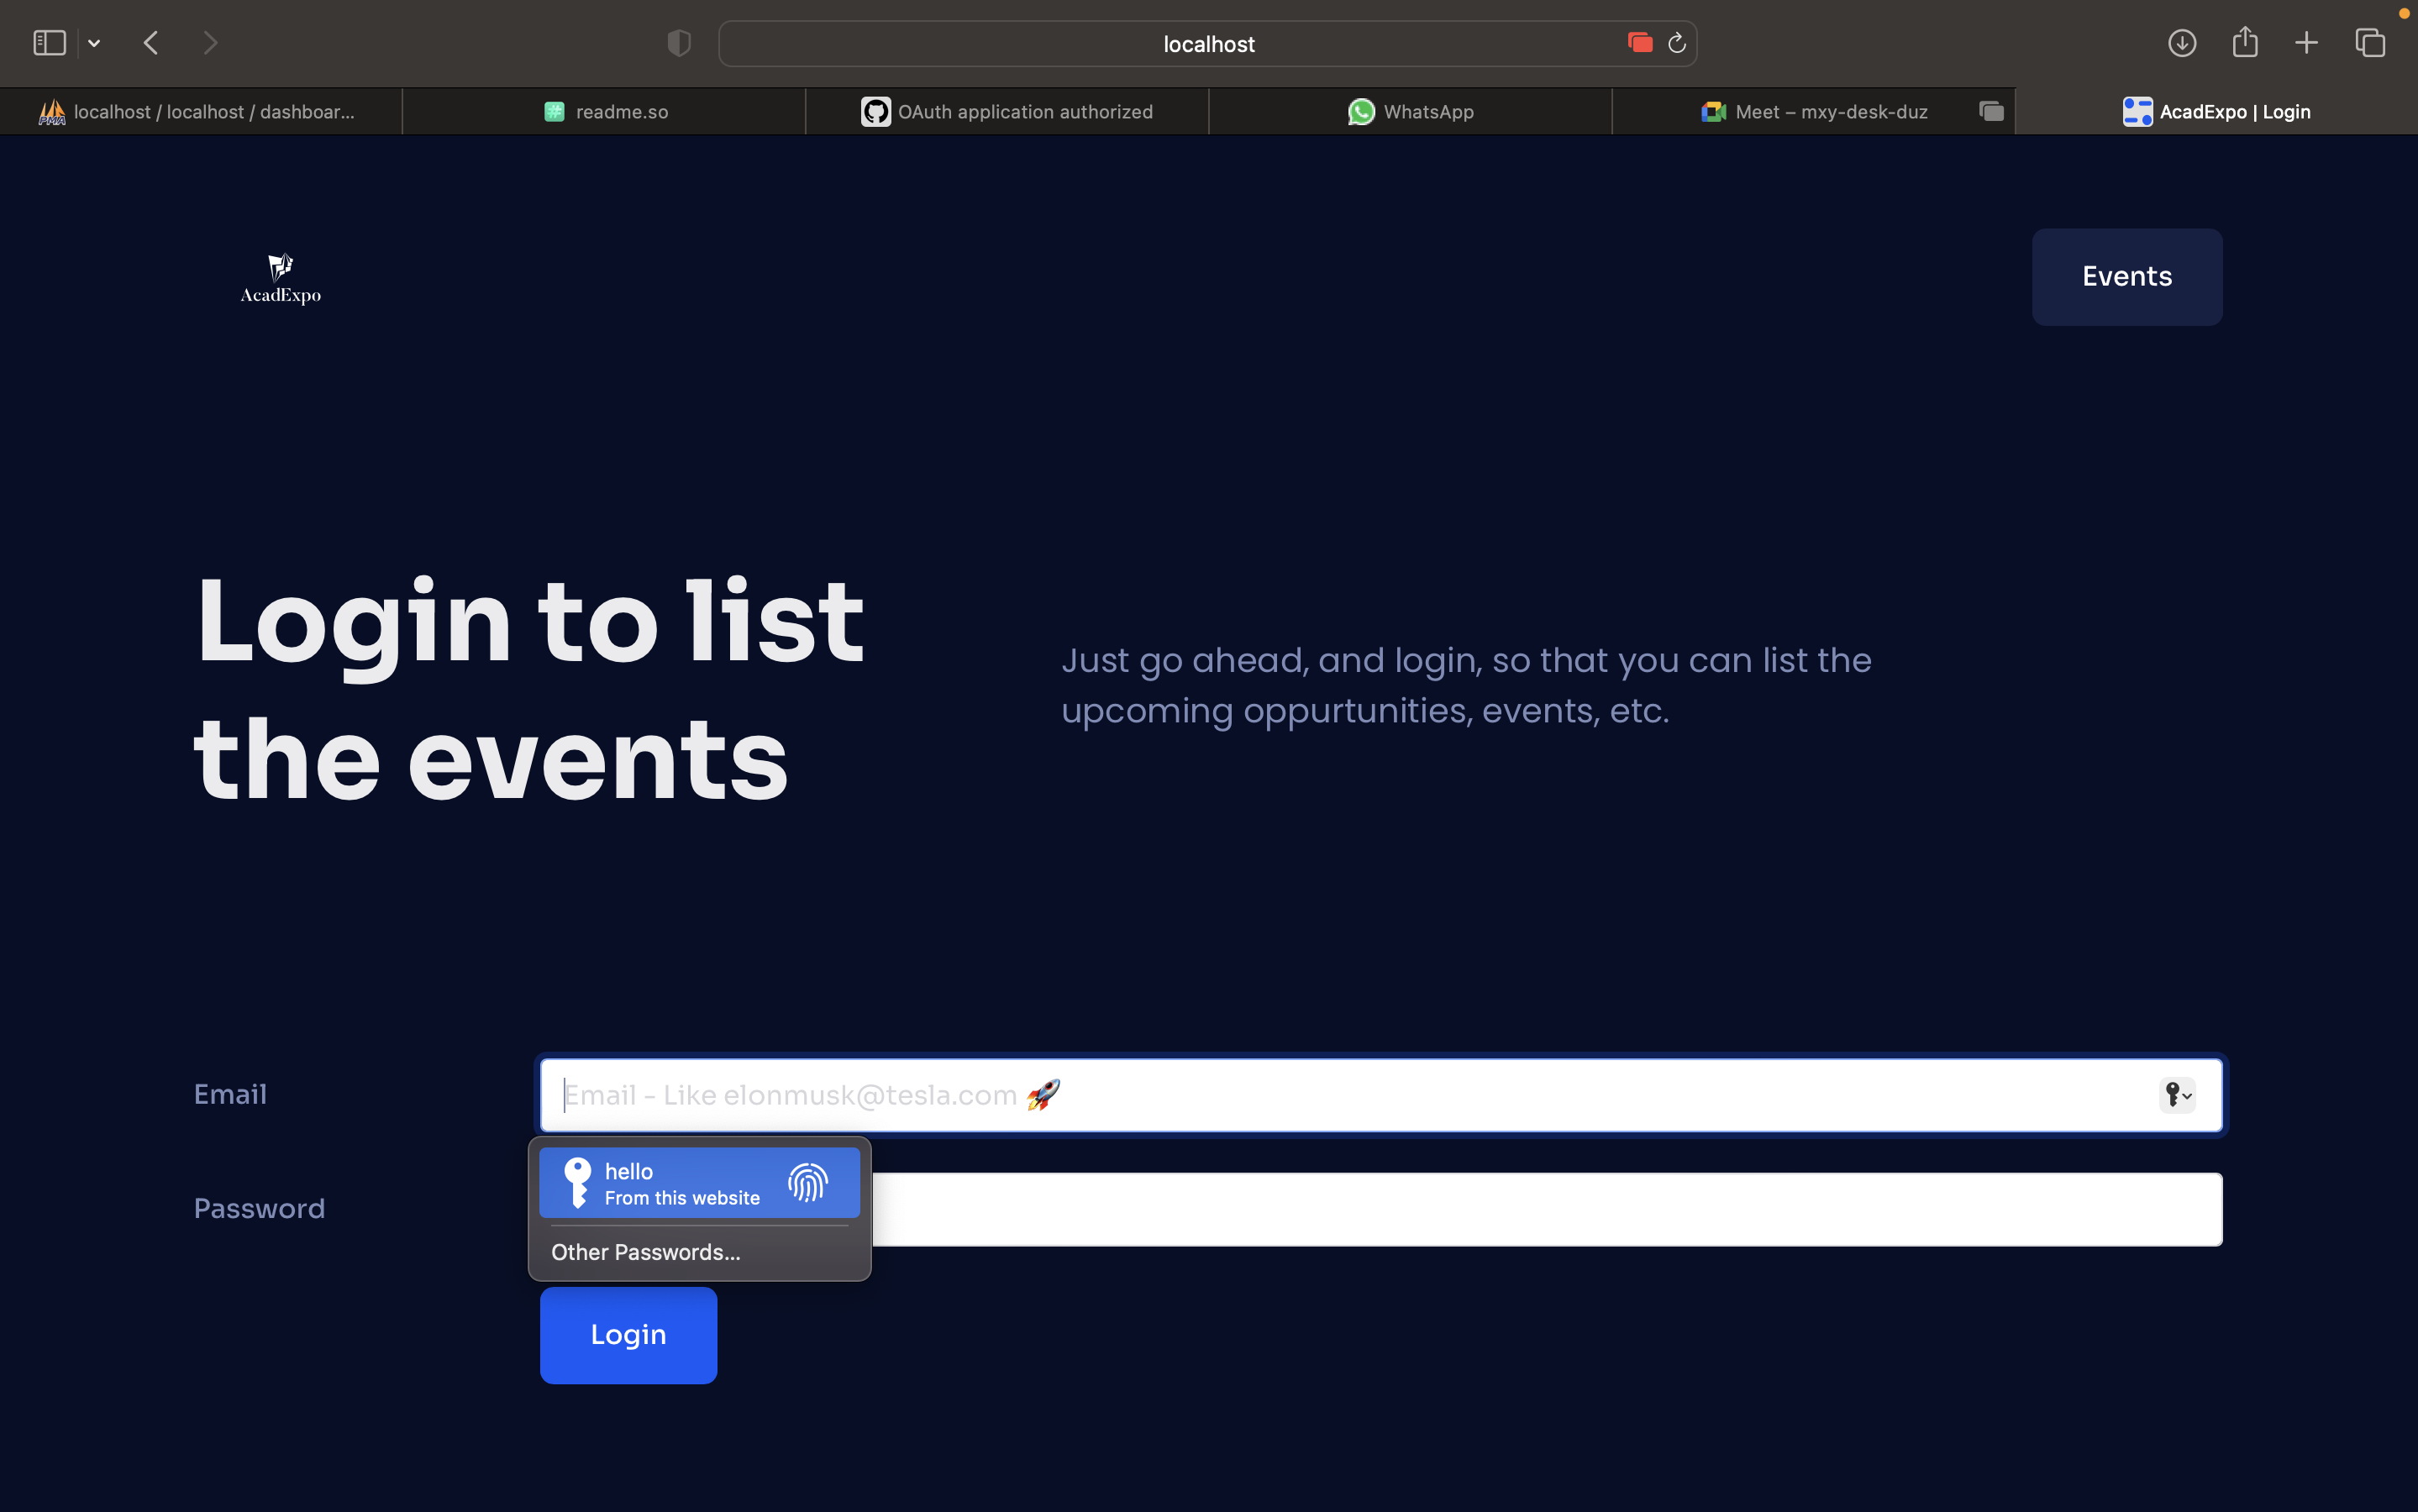 localhost
localhost / localhost / dashboar...
readme.so
OAuth application authorized
WhatsApp
Meet – mxy-desk-duz
AcadExpo | Login
AcadExpo
Events
Login to list
the events
Just go ahead, and login, so that you can list the
upcoming oppurtunities, events, etc.
Email
Email - Like elonmusk@tesla.com 🚀
hello
From this website
Other Passwords...
Password
Login